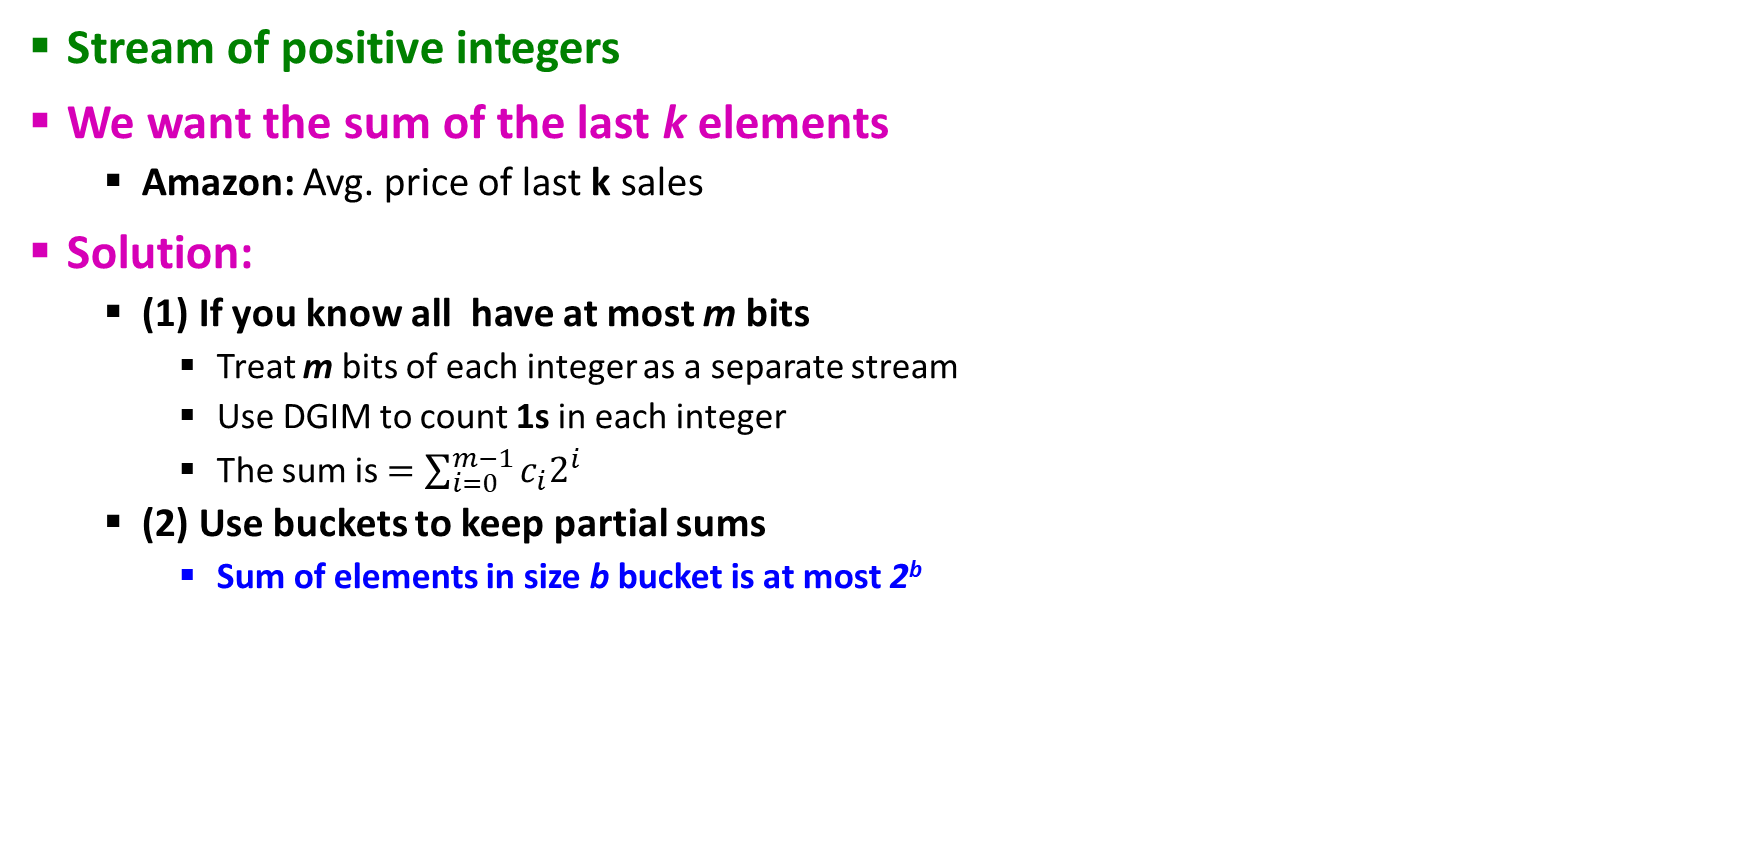 ▪ Stream of positive integers
▪ We want the sum of the last k elements
▪ Amazon: Avg. price of last k sales
▪ Solution:
▪ (1) If you know all have at most m bits
▪ Treat m bits of each integer as a separate stream
▪ Use DGIM to count 1s in each integer
▪ The sum is = ∑_{i=0}^{m−1} c_i 2^i
▪ (2) Use buckets to keep partial sums
▪ Sum of elements in size b bucket is at most 2^b